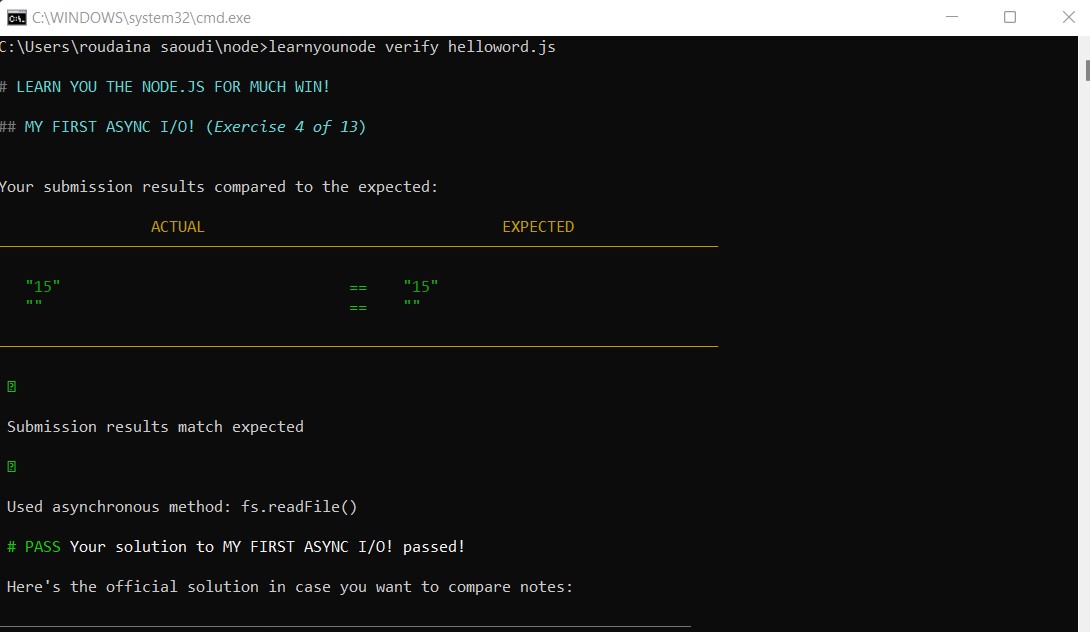 C:\WINDOWS\system32\cmd.exe
C:\Users\roudaina saoudi\node>learnyounode verify helloword.js
# LEARN YOU THE NODE.JS FOR MUCH WIN!
## MY FIRST ASYNC I/O! (Exercise 4 of 13)
Your submission results compared to the expected:
ACTUAL EXPECTED
"15" == "15"
"" == ""
Submission results match expected
Used asynchronous method: fs.readFile()
# PASS Your solution to MY FIRST ASYNC I/O! passed!
Here's the official solution in case you want to compare notes: